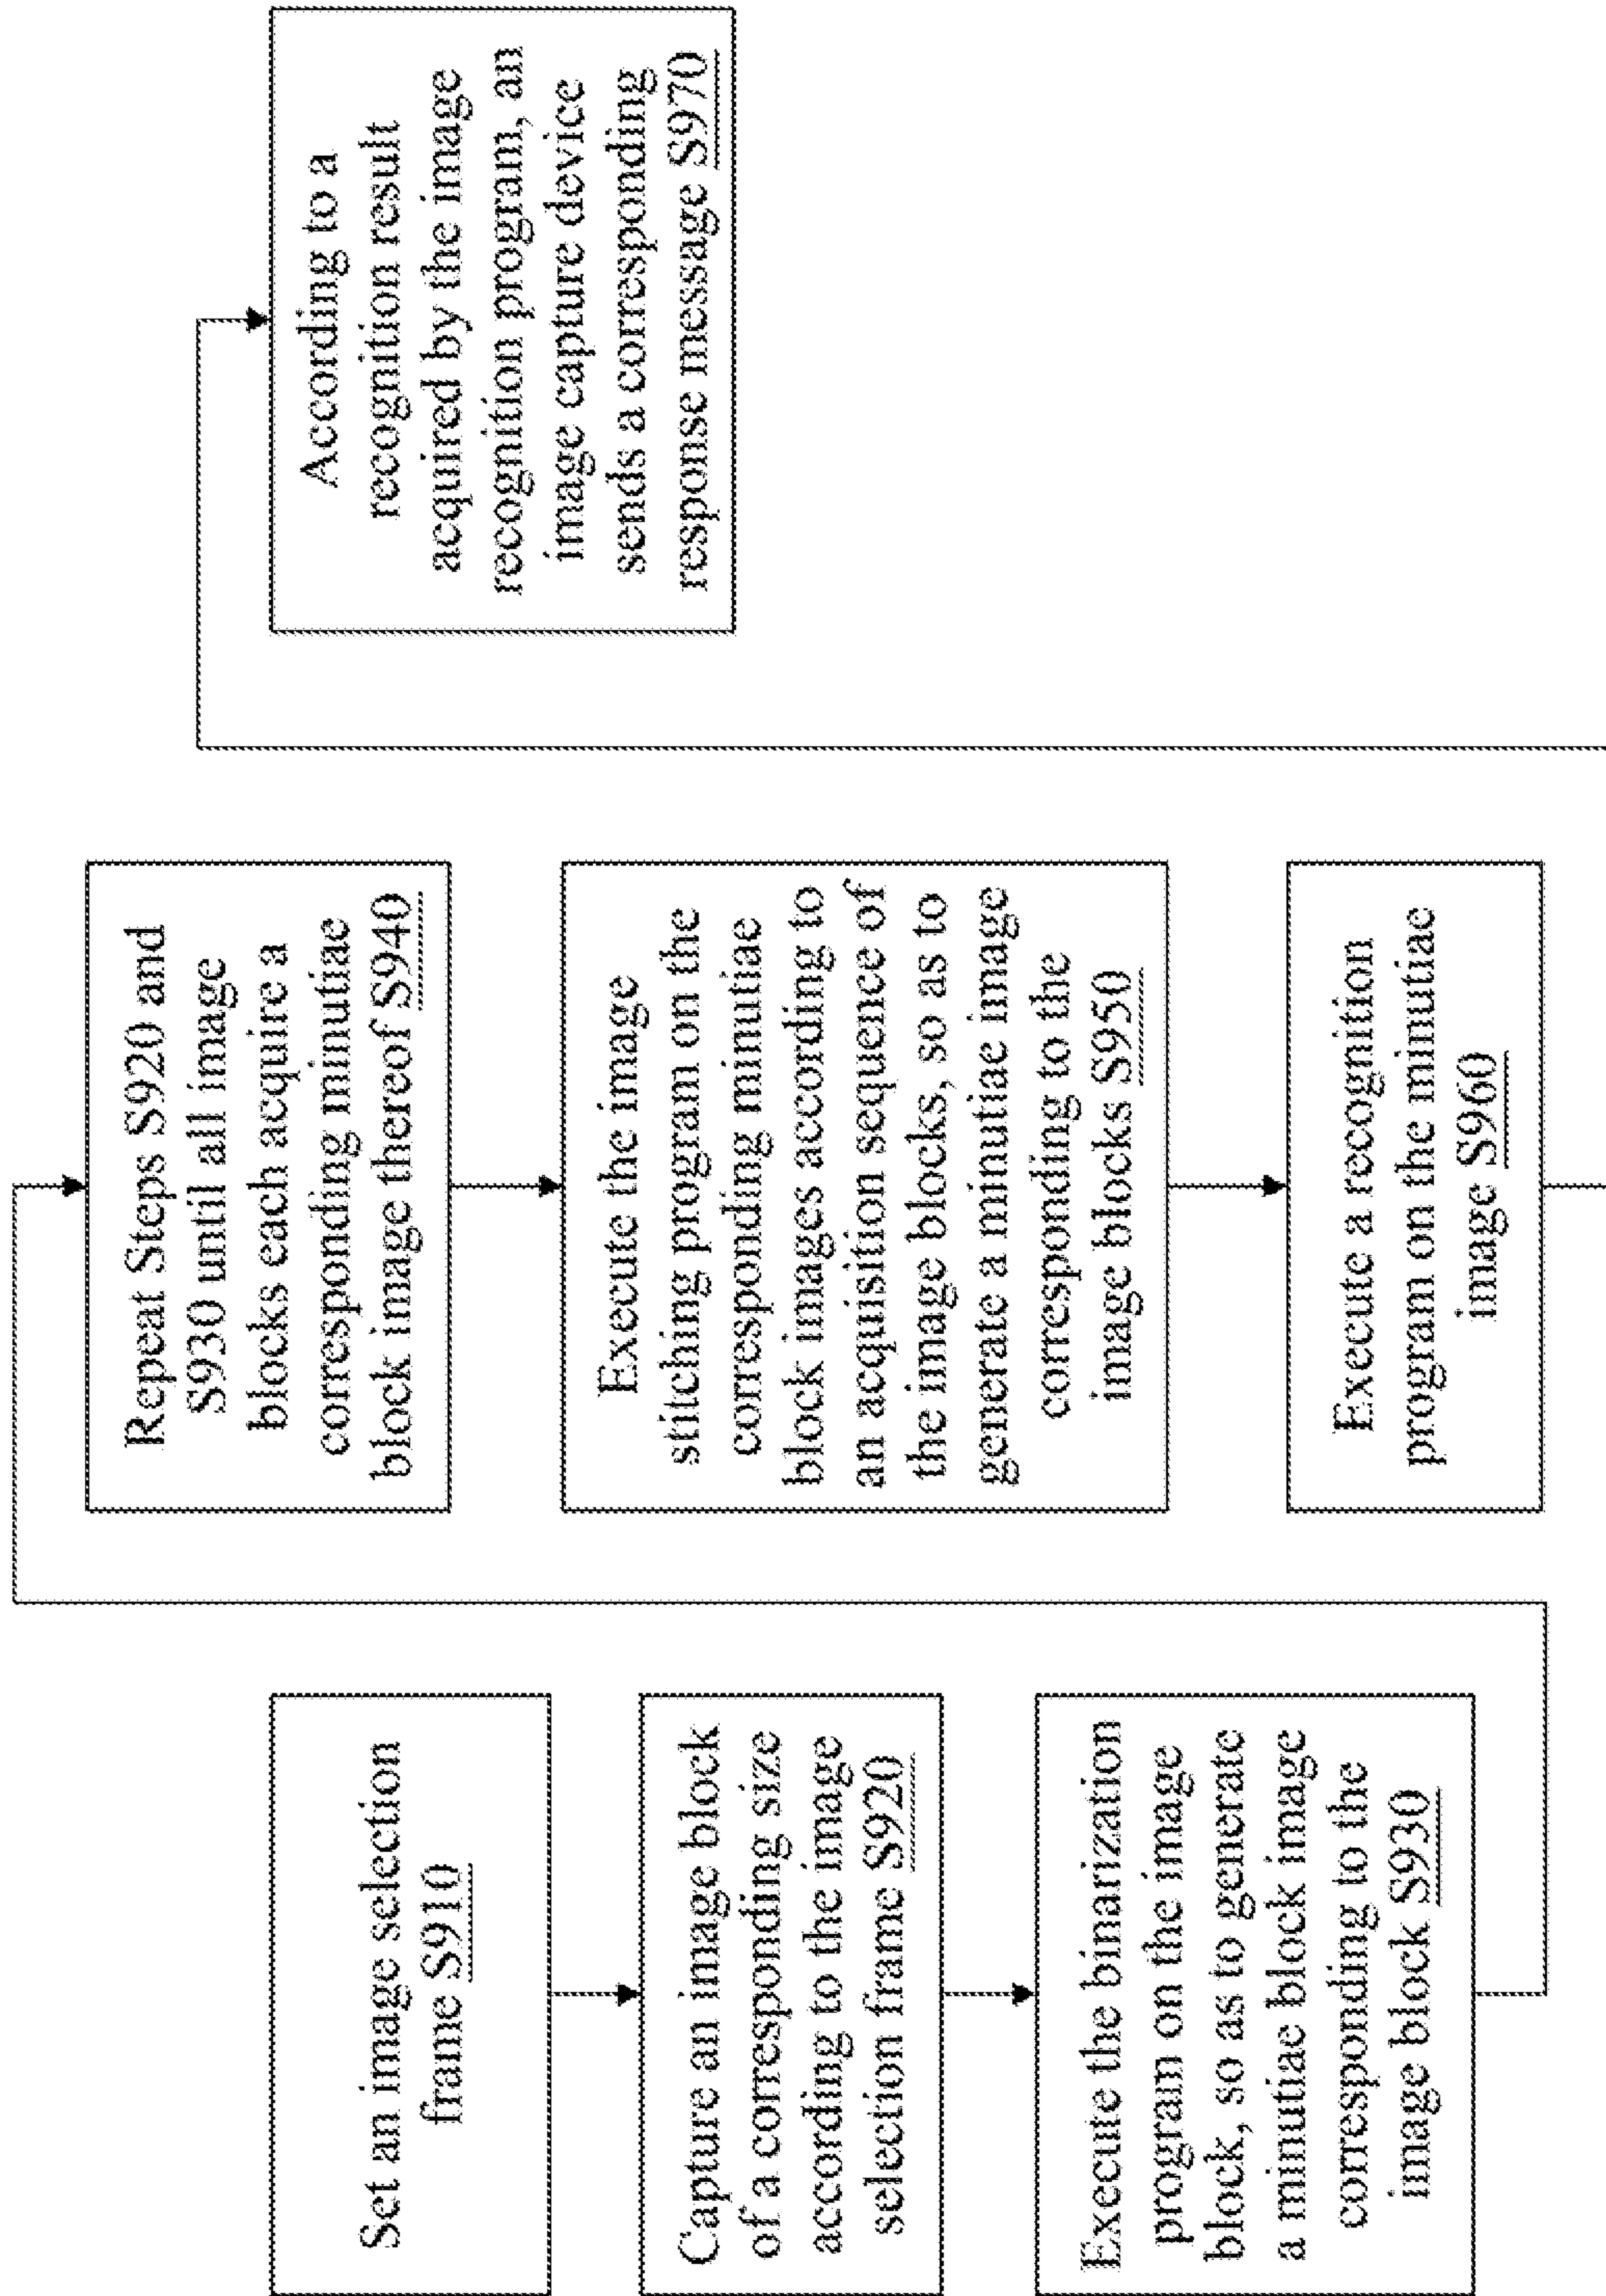 Set an image selection
frame S910
Capture an image block
of a corresponding size
according to the image
selection frame S920
Execute the binarization
program on the image
block, so as to generate
a minutiae block image
corresponding to the
image block S930
Repeat Steps S920 and
S930 until all image
blocks each acquire a
corresponding minutiae
block image thereof S940
Execute the image
stitching program on the
corresponding minutiae
block images according to
an acquisition sequence of
the image blocks, so as to
generate a minutiae image
corresponding to the
image blocks S950
Execute a recognition
program on the minutiae
image S960
According to a
recognition result
acquired by the image
recognition program, an
image capture device
sends a corresponding
response message S970